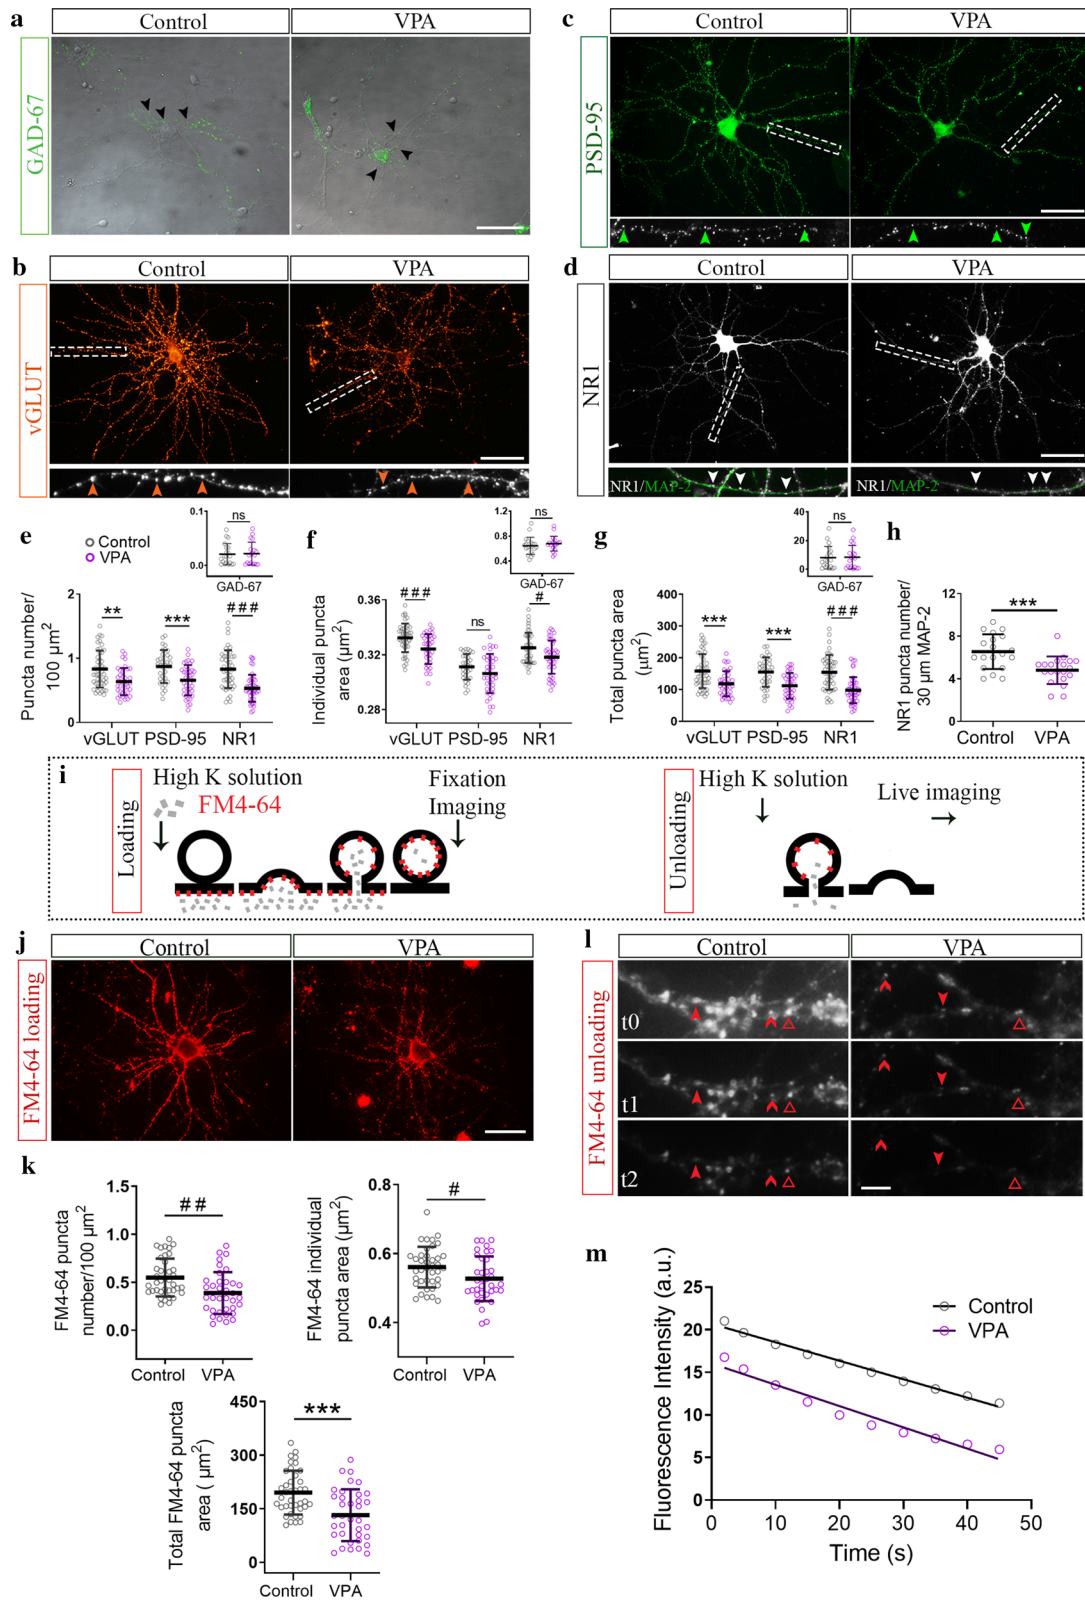 a
Control
VPA
GAD-67
c
Control
VPA
PSD-95
b
Control
VPA
vGLUT
d
Control
VPA
NR1
NR1/MAP-2
NR1/MAP-2
e
Control
VPA
0.1
0.0
ns
GAD-67
Puncta number/
100 µm²
2
1
0
**
***
###
vGLUT PSD-95 NR1
f
1.2
0.8
0.4
ns
GAD-67
Individual puncta
area (µm²)
0.36
0.32
0.28
###
ns
#
vGLUT PSD-95 NR1
g
40
20
0
ns
GAD-67
Total puncta area
(µm²)
400
300
200
100
0
***
***
###
vGLUT PSD-95 NR1
h
NR1 puncta number/
30 µm MAP-2
12
8
4
0
***
Control VPA
i
Loading
High K solution
FM4-64
Fixation
Imaging
Unloading
High K solution
Live imaging
j
Control
VPA
FM4-64 loading
l
Control
VPA
FM4-64 unloading
t0
t1
t2
k
FM4-64 puncta
number/100 µm²
1.5
1.0
0.5
0.0
##
Control VPA
FM4-64 individual
puncta area (µm²)
0.8
0.6
0.4
#
Control VPA
Total FM4-64 puncta
area ( µm²)
450
300
150
0
***
Control VPA
m
Fluorescence Intensity (a.u.)
25
20
15
10
5
0
Control
VPA
0 10 20 30 40 50
Time (s)